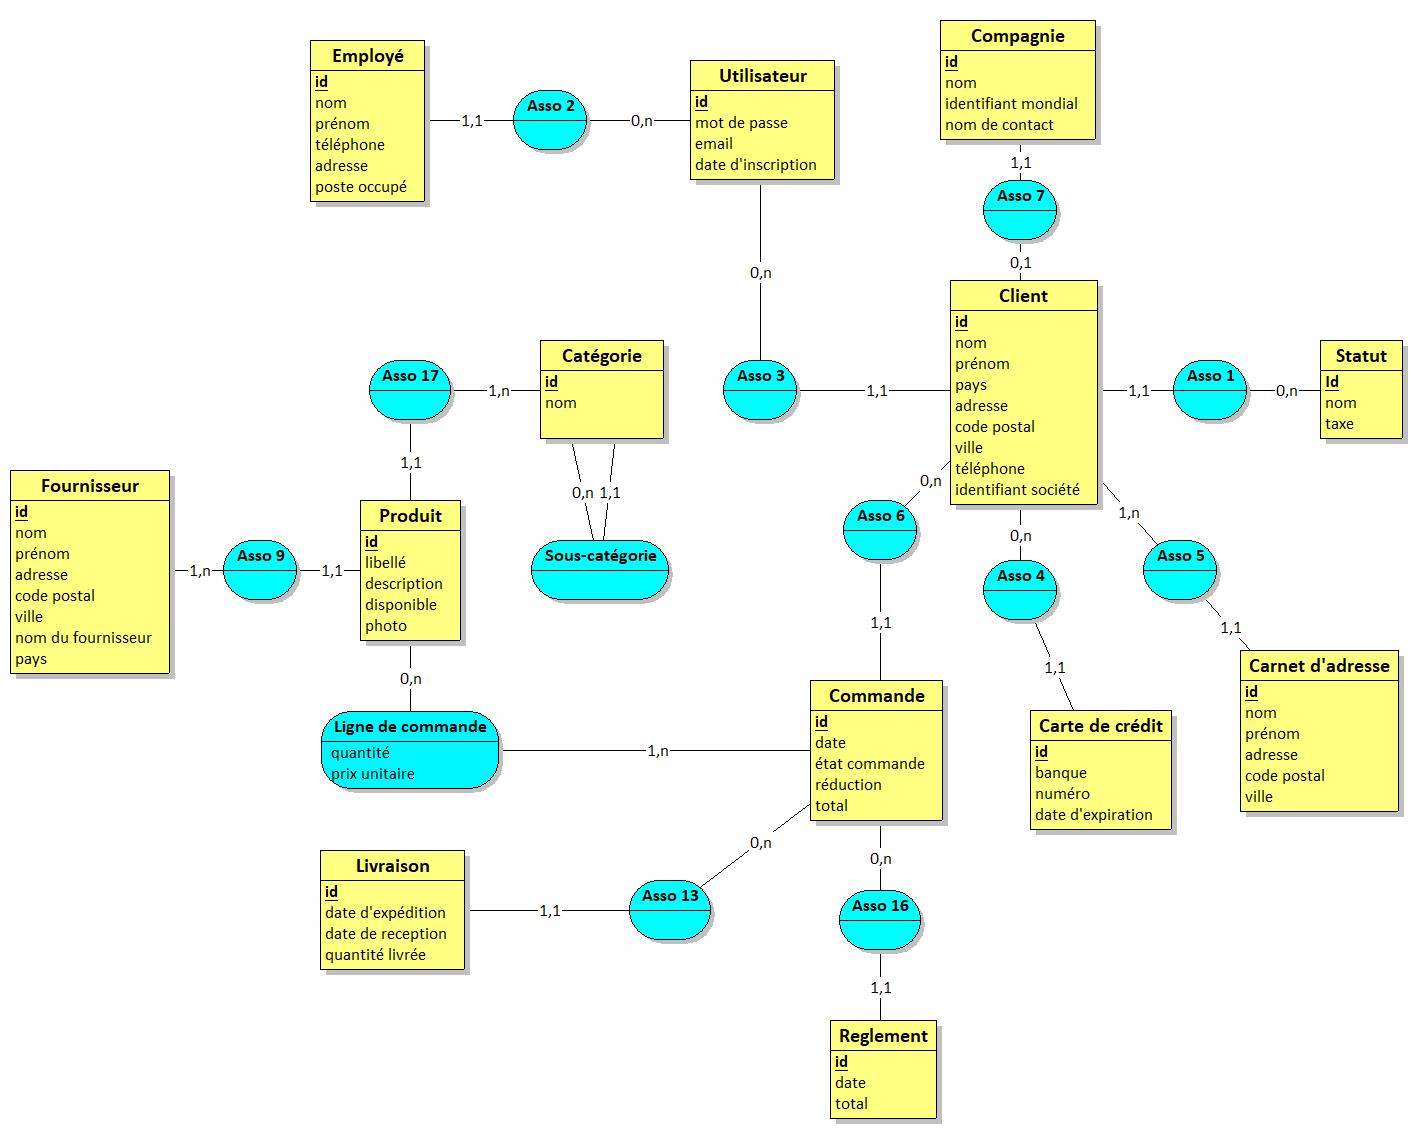 Employé
id
nom
prénom
téléphone
adresse
poste occupé
1,1
Asso 2
0,n
Utilisateur
id
mot de passe
email
date d'inscription
Compagnie
id
nom
identifiant mondial
nom de contact
1,1
Asso 7
0,1
0,n
Asso 3
1,1
Client
id
nom
prénom
pays
adresse
code postal
ville
téléphone
identifiant société
1,1
Asso 1
0,n
Statut
Id
nom
taxe
Asso 17
1,n
Catégorie
id
nom
0,n
1,1
Sous-catégorie
1,1
Fournisseur
id
nom
prénom
adresse
code postal
ville
nom du fournisseur
pays
1,n
Asso 9
1,1
Produit
id
libellé
description
disponible
photo
0,n
Ligne de commande
quantité
prix unitaire
1,n
0,n
Asso 6
1,1
0,n
Asso 4
1,1
1,n
Asso 5
1,1
Commande
id
date
état commande
réduction
total
Carte de crédit
id
banque
numéro
date d'expiration
Carnet d'adresse
id
nom
prénom
adresse
code postal
ville
Livraison
id
date d'expédition
date de reception
quantité livrée
1,1
Asso 13
0,n
0,n
Asso 16
1,1
Reglement
id
date
total